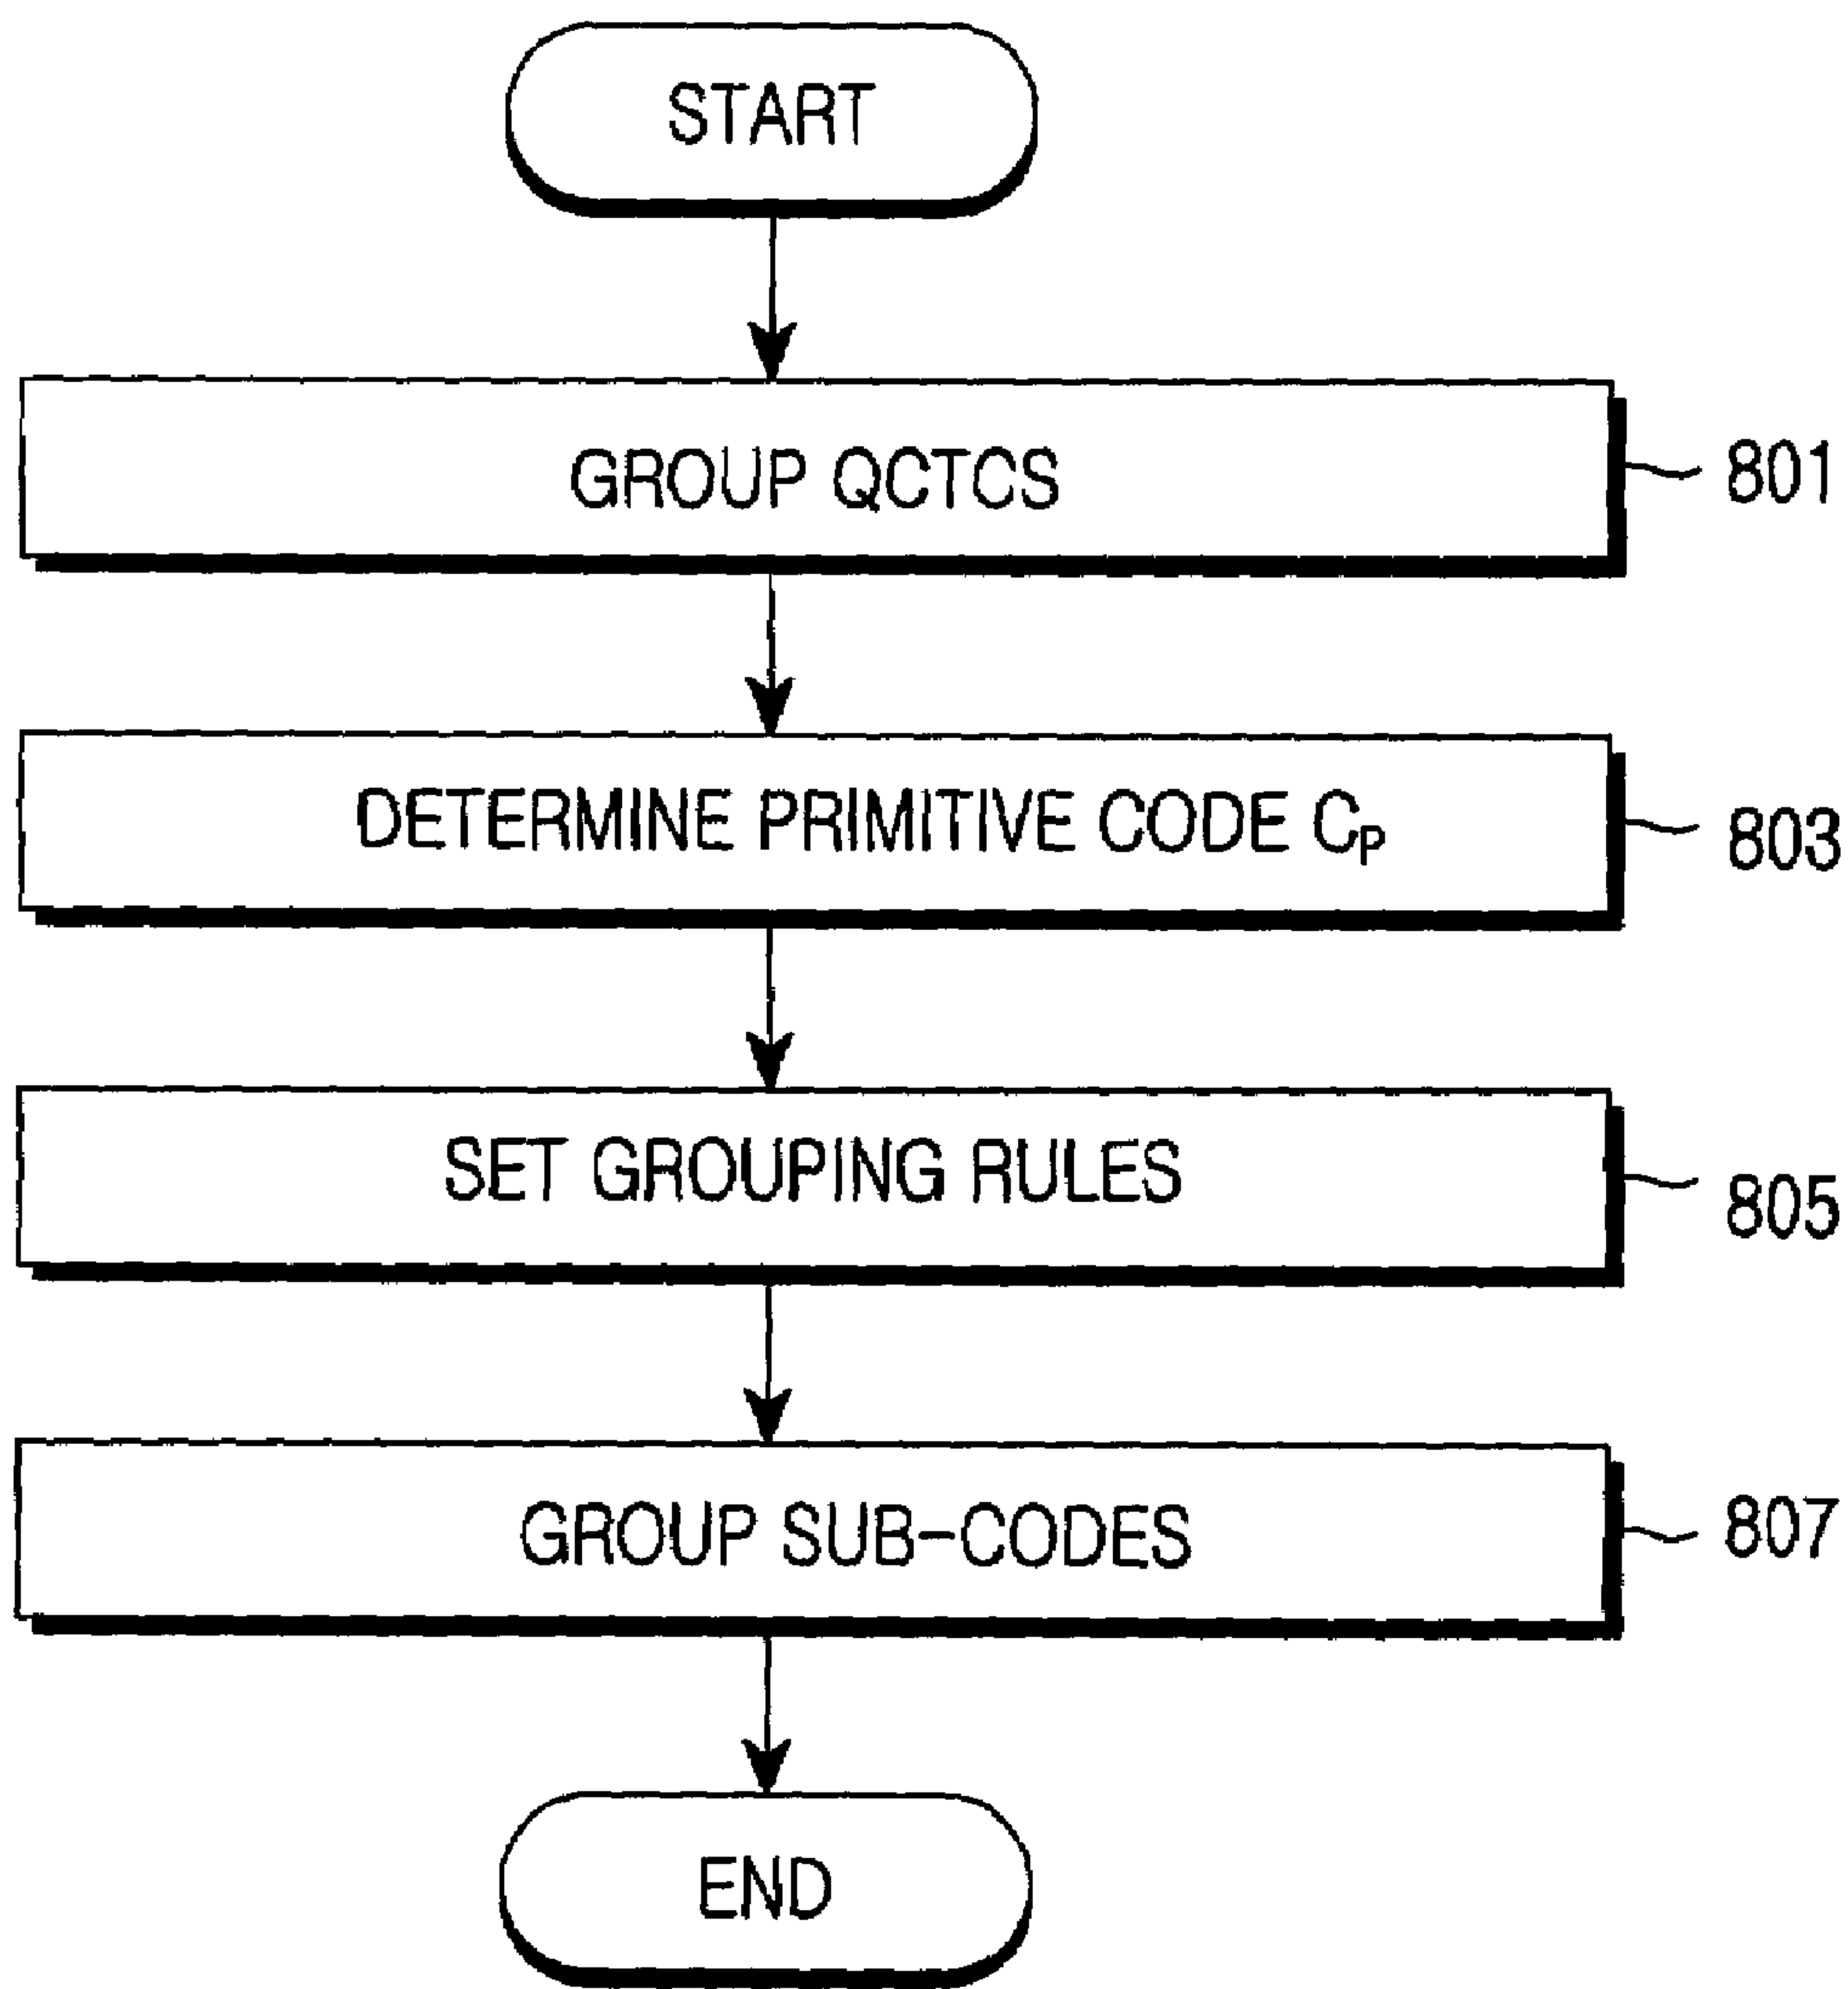 START
GROUP QCTCS
801
DETERMINE PRIMITIVE CODE Cp
803
SET GROUPING RULES
805
GROUP SUB-CODES
807
END